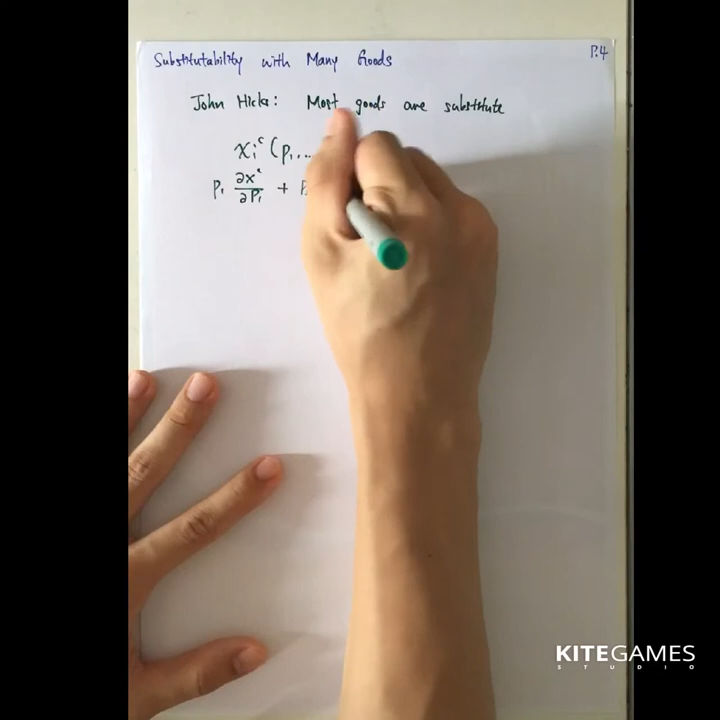 Substitutability with Many Goods
P.4
John Hicks: Most goods are substitute
xᵢᶜ (p₁...
p₁ ∂xᶜ/∂p₁ +
KITEGAMES
STUDIO